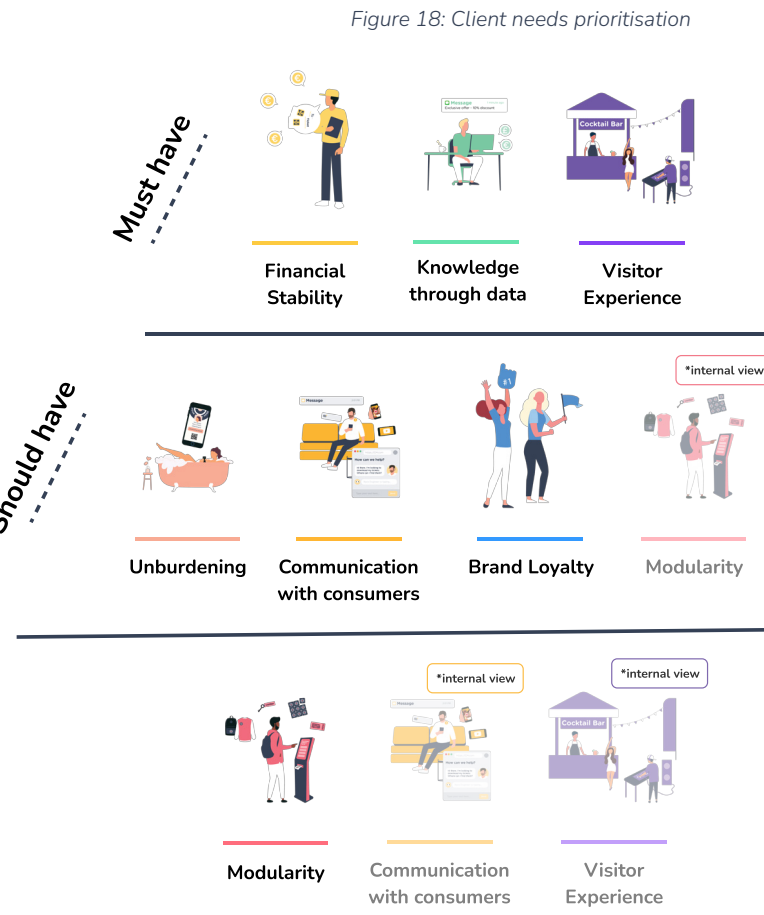 Figure 18: Client needs prioritisation
Must have
Message
Exclusive offer - 10% discount
Cocktail Bar
Financial
Stability
Knowledge
through data
Visitor
Experience
Should have
*internal view
Message
#1
How can we help?
Unburdening
Communication
with consumers
Brand Loyalty
Modularity
*internal view
*internal view
Message
Cocktail Bar
How can we help?
Modularity
Communication
with consumers
Visitor
Experience